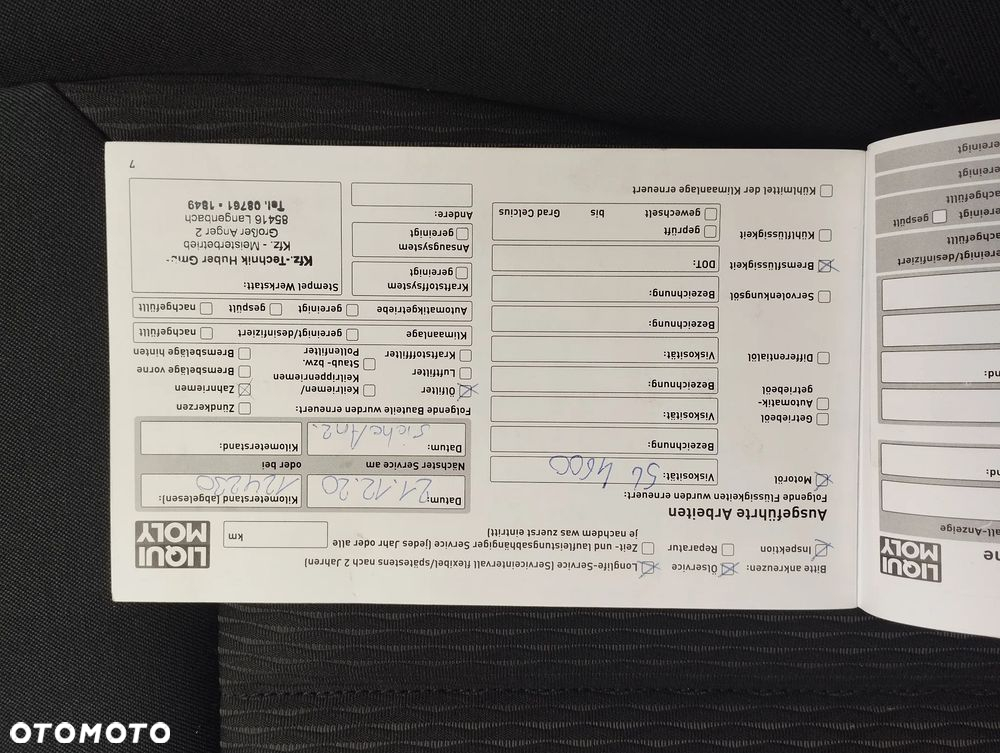 LIQUI
MOLY
Bitte ankreuzen:
Ölservice
Longlife-Service (Serviceintervall flexibel/spätestens nach 2 Jahren)
Inspektion
Reparatur
Zeit- und laufleistungsabhängiger Service (jedes Jahr oder alle
km
je nachdem was zuerst eintritt)
Ausgeführte Arbeiten
Folgende Flüssigkeiten wurden erneuert:
Motoröl
Viskosität: 5L 4600
Bezeichnung:
Getriebeöl
Viskosität:
Automatik-
getriebeöl
Bezeichnung:
Differentialöl
Viskosität:
Bezeichnung:
Servolenkungsöl
Bezeichnung:
Bremsflüssigkeit
DOT:
Kühlflüssigkeit
geprüft
gewechselt
bis
Grad Celcius
Kühlmittel der Klimaanlage erneuert
Datum: 21.12.20
Kilometerstand (abgelesen): 124230
Nächster Service am
oder bei
Datum:
Kilometerstand:
Folgende Bauteile wurden erneuert:
Zündkerzen
Ölfilter
Keilriemen/
Keilrippenriemen
Zahnriemen
Luftfilter
Bremsbeläge vorne
Kraftstofffilter
Staub- bzw.
Pollenfilter
Bremsbeläge hinten
Klimaanlage
gereinigt/desinfiziert
nachgefüllt
Automatikgetriebe
gereinigt
gespült
nachgefüllt
Kraftstoffsystem
gereinigt
Ansaugsystem
gereinigt
Andere:
Stempel Werkstatt:
Kfz.-Technik Huber
Kfz. - Meisterbetrieb
Großer Anger 2
85416 Langenbach
Tel. 08761 • 1849
7
LIQUI
MOLY
gespült
OTOMOTO